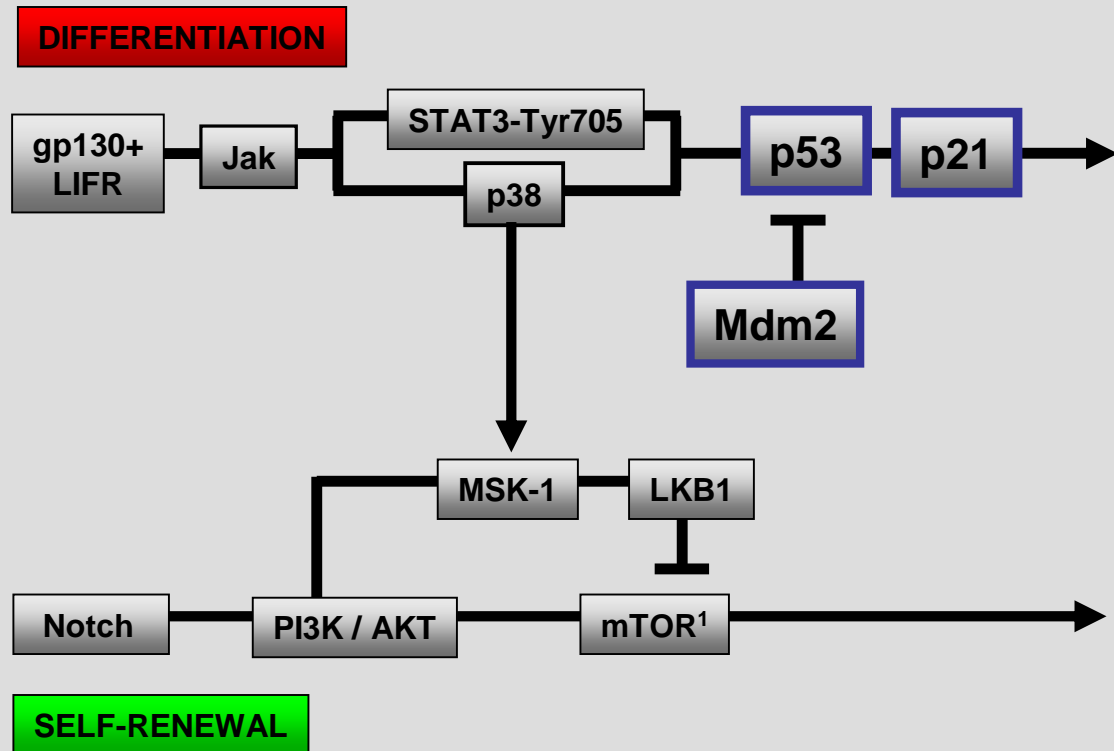 DIFFERENTIATION
gp130+
LIFR
Jak
STAT3-Tyr705
p38
p53
p21
Mdm2
MSK-1
LKB1
Notch
PI3K / AKT
mTOR¹
SELF-RENEWAL